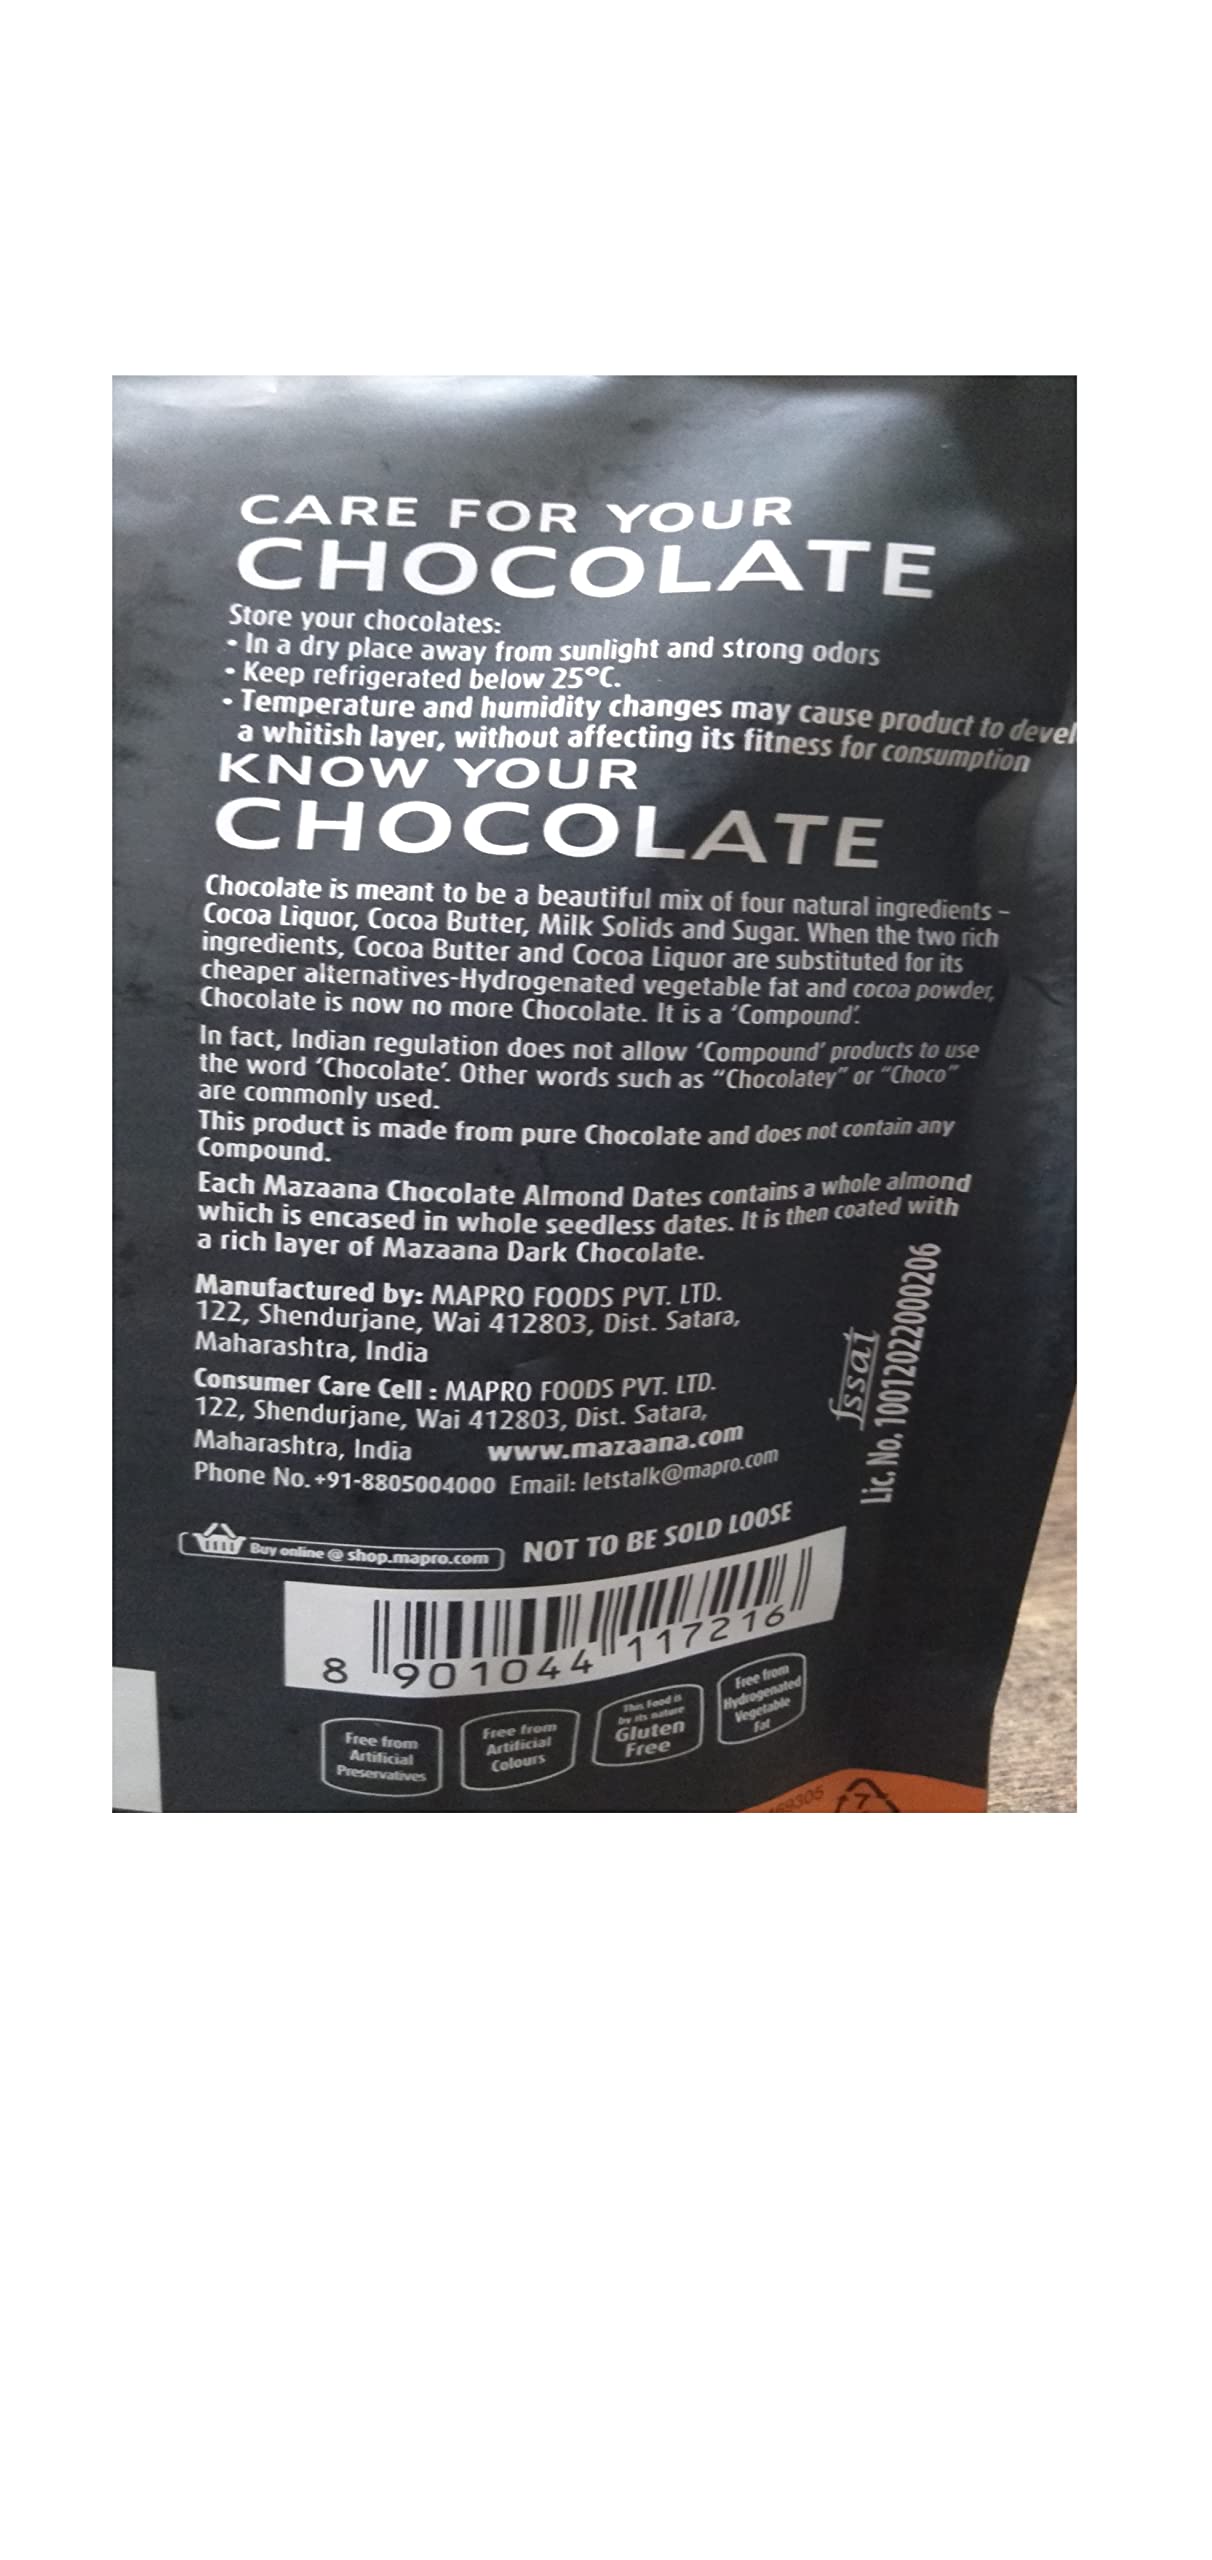 CARE FOR YOUR
CHOCOLATE
Store your chocolates:
• In a dry place away from sunlight and strong odors
• Keep refrigerated below 25°C.
• Temperature and humidity changes may cause product to devel
a whitish layer, without affecting its fitness for consumption
KNOW YOUR
CHOCOLATE
Chocolate is meant to be a beautiful mix of four natural ingredients –
Cocoa Liquor, Cocoa Butter, Milk Solids and Sugar. When the two rich
ingredients, Cocoa Butter and Cocoa Liquor are substituted for its
cheaper alternatives-Hydrogenated vegetable fat and cocoa powder,
Chocolate is now no more Chocolate. It is a ‘Compound’.
In fact, Indian regulation does not allow ‘Compound’ products to use
the word ‘Chocolate’. Other words such as “Chocolatey” or “Choco”
are commonly used.
This product is made from pure Chocolate and does not contain any
Compound.
Each Mazaana Chocolate Almond Dates contains a whole almond
which is encased in whole seedless dates. It is then coated with
a rich layer of Mazaana Dark Chocolate.
Manufactured by: MAPRO FOODS PVT. LTD.
122, Shendurjane, Wai 412803, Dist. Satara,
Maharashtra, India
Consumer Care Cell : MAPRO FOODS PVT. LTD.
122, Shendurjane, Wai 412803, Dist. Satara,
Maharashtra, India www.mazaana.com
Phone No. +91-8805004000 Email: letstalk@mapro.com
fssai
Lic. No. 10012022000206
Buy online @ shop.mapro.com
NOT TO BE SOLD LOOSE
8 901044 117216
Free from
Artificial
Preservatives
Free from
Artificial
Colours
This Food is
by its nature
Gluten
Free
Free from
Hydrogenated
Vegetable
Fat
69305
7